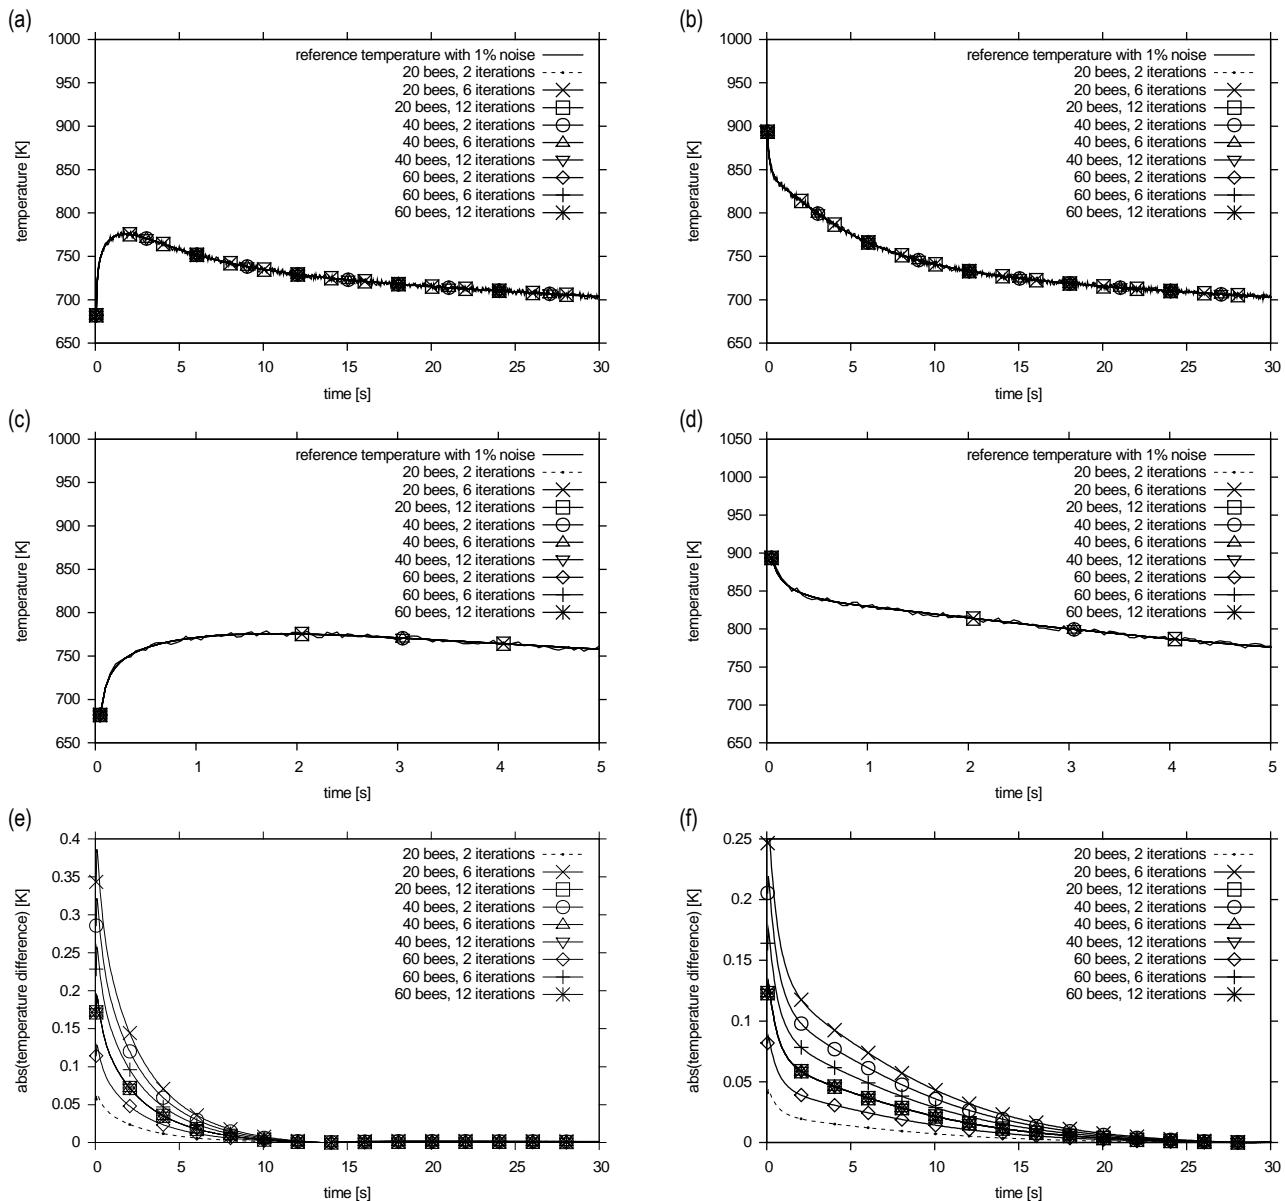 (a)
1000
950
900
850
800
750
700
650
temperature [K]
reference temperature with 1% noise
20 bees, 2 iterations
20 bees, 6 iterations
20 bees, 12 iterations
40 bees, 2 iterations
40 bees, 6 iterations
40 bees, 12 iterations
60 bees, 2 iterations
60 bees, 6 iterations
60 bees, 12 iterations
0 5 10 15 20 25 30
time [s]
(b)
1000
950
900
850
800
750
700
650
temperature [K]
reference temperature with 1% noise
20 bees, 2 iterations
20 bees, 6 iterations
20 bees, 12 iterations
40 bees, 2 iterations
40 bees, 6 iterations
40 bees, 12 iterations
60 bees, 2 iterations
60 bees, 6 iterations
60 bees, 12 iterations
0 5 10 15 20 25 30
time [s]
(c)
1000
950
900
850
800
750
700
650
temperature [K]
reference temperature with 1% noise
20 bees, 2 iterations
20 bees, 6 iterations
20 bees, 12 iterations
40 bees, 2 iterations
40 bees, 6 iterations
40 bees, 12 iterations
60 bees, 2 iterations
60 bees, 6 iterations
60 bees, 12 iterations
0 1 2 3 4 5
time [s]
(d)
1050
1000
950
900
850
800
750
700
650
temperature [K]
reference temperature with 1% noise
20 bees, 2 iterations
20 bees, 6 iterations
20 bees, 12 iterations
40 bees, 2 iterations
40 bees, 6 iterations
40 bees, 12 iterations
60 bees, 2 iterations
60 bees, 6 iterations
60 bees, 12 iterations
0 1 2 3 4 5
time [s]
(e)
0.4
0.35
0.3
0.25
0.2
0.15
0.1
0.05
0
abs(temperature difference) [K]
20 bees, 2 iterations
20 bees, 6 iterations
20 bees, 12 iterations
40 bees, 2 iterations
40 bees, 6 iterations
40 bees, 12 iterations
60 bees, 2 iterations
60 bees, 6 iterations
60 bees, 12 iterations
0 5 10 15 20 25 30
time [s]
(f)
0.25
0.2
0.15
0.1
0.05
0
abs(temperature difference) [K]
20 bees, 2 iterations
20 bees, 6 iterations
20 bees, 12 iterations
40 bees, 2 iterations
40 bees, 6 iterations
40 bees, 12 iterations
60 bees, 2 iterations
60 bees, 6 iterations
60 bees, 12 iterations
0 5 10 15 20 25 30
time [s]